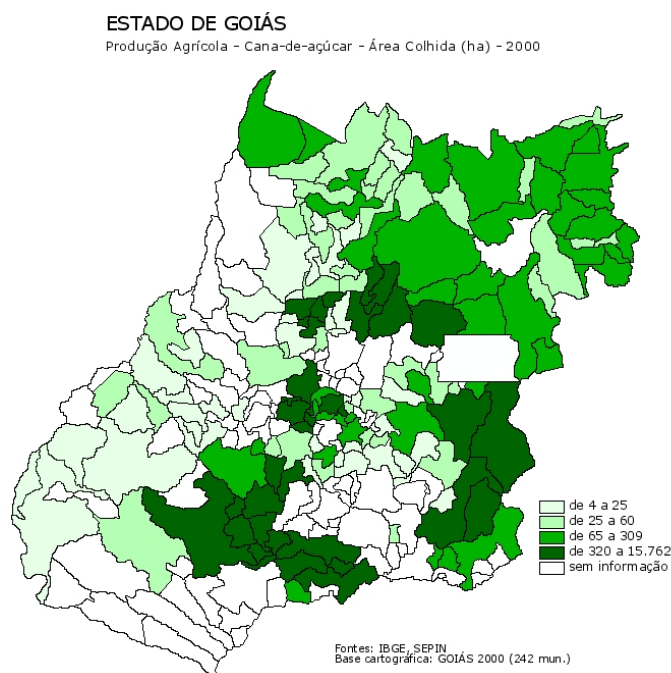 ESTADO DE GOIÁS
Produção Agrícola - Cana-de-açúcar - Área Colhida (ha) - 2000
de 4 a 25
de 25 a 60
de 65 a 309
de 320 a 15.762
sem informação
Fontes: IBGE, SEPIN
Base cartográfica: GOIÁS 2000 (242 mun.)